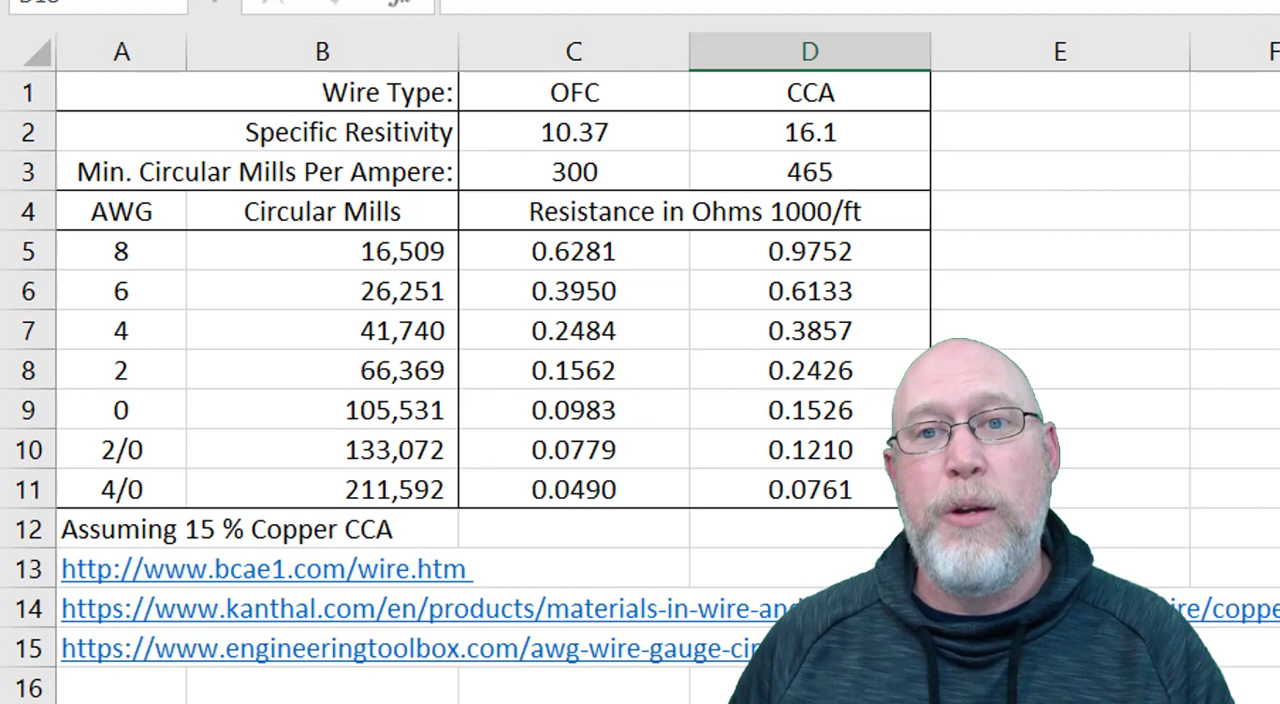 A B C D E F
1 Wire Type: OFC CCA
2 Specific Resitivity 10.37 16.1
3 Min. Circular Mills Per Ampere: 300 465
4 AWG Circular Mills Resistance in Ohms 1000/ft
5 8 16,509 0.6281 0.9752
6 6 26,251 0.3950 0.6133
7 4 41,740 0.2484 0.3857
8 2 66,369 0.1562 0.2426
9 0 105,531 0.0983 0.1526
10 2/0 133,072 0.0779 0.1210
11 4/0 211,592 0.0490 0.0761
12 Assuming 15 % Copper CCA
13 http://www.bcae1.com/wire.htm
14 https://www.kanthal.com/en/products/materials-in-wire-and ire/coppe
15 https://www.engineeringtoolbox.com/awg-wire-gauge-cir
16